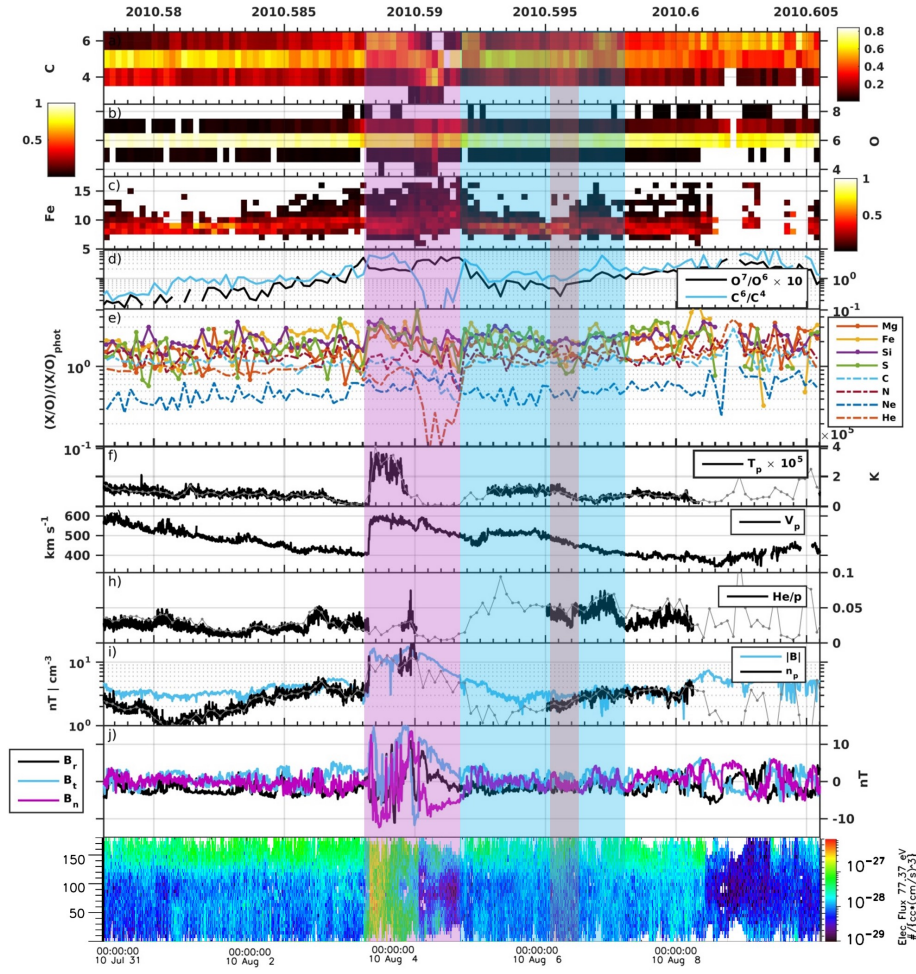 2010.58 2010.585 2010.59 2010.595 2010.6 2010.605
6
4
C
0.8
0.6
0.4
0.2
1
0.5
b)
8
6
4
O
c)
15
10
5
Fe
1
0.5
d)
10⁰
10⁻¹
O⁷/O⁶ × 10
C⁶/C⁴
e)
10⁰
10⁻¹
(X/O)/(X/O)phot
Mg
Fe
Si
S
C
N
Ne
He
× 10⁵
f)
4
2
0
K
Tp × 10⁵
600
500
400
km s⁻¹
Vp
h)
0.1
0.05
0
He/p
i)
10¹
10⁰
nT | cm⁻³
|B|
np
j)
10
0
-10
nT
Br
Bt
Bn
150
100
50
10⁻²⁷
10⁻²⁸
10⁻²⁹
Elec Flux 77.37 eV
#/{cc*(cm/s)^3}
00:00:00 00:00:00 00:00:00 00:00:00 00:00:00
10 Jul 31 10 Aug 2 10 Aug 4 10 Aug 6 10 Aug 8